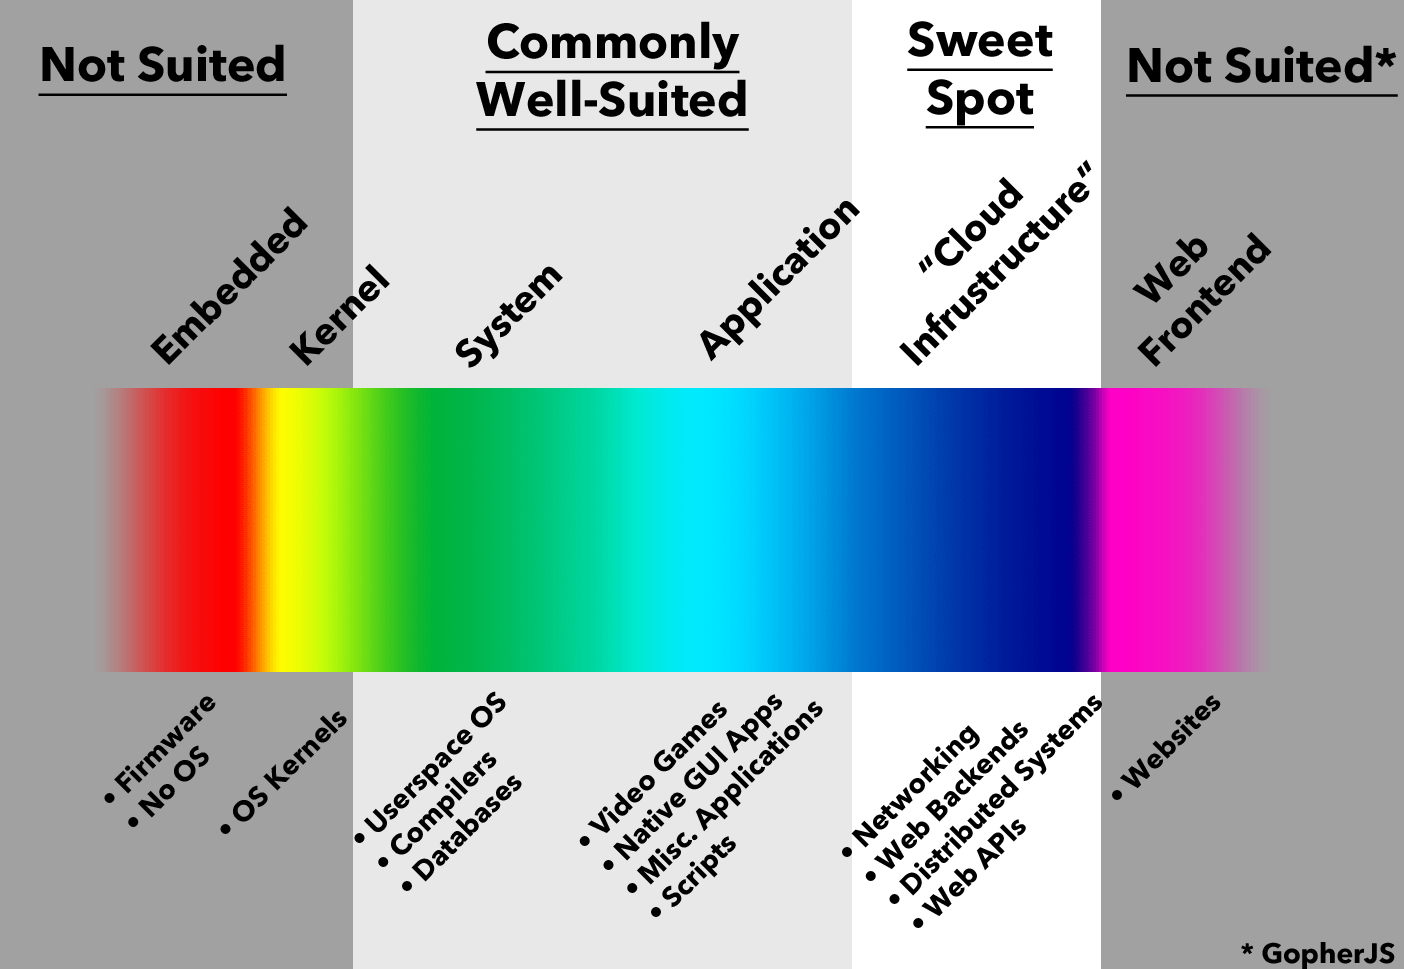 Not Suited
Commonly
Well-Suited
Sweet
Spot
Not Suited*
Embedded
Kernel
System
Application
"Cloud
Infrustructure"
Web
Frontend
• Firmware
• No OS
• OS Kernels
• Userspace OS
• Compilers
• Databases
• Video Games
• Native GUI Apps
• Misc. Applications
• Scripts
• Networking
• Web Backends
• Distributed Systems
• Web APIs
• Websites
* GopherJS